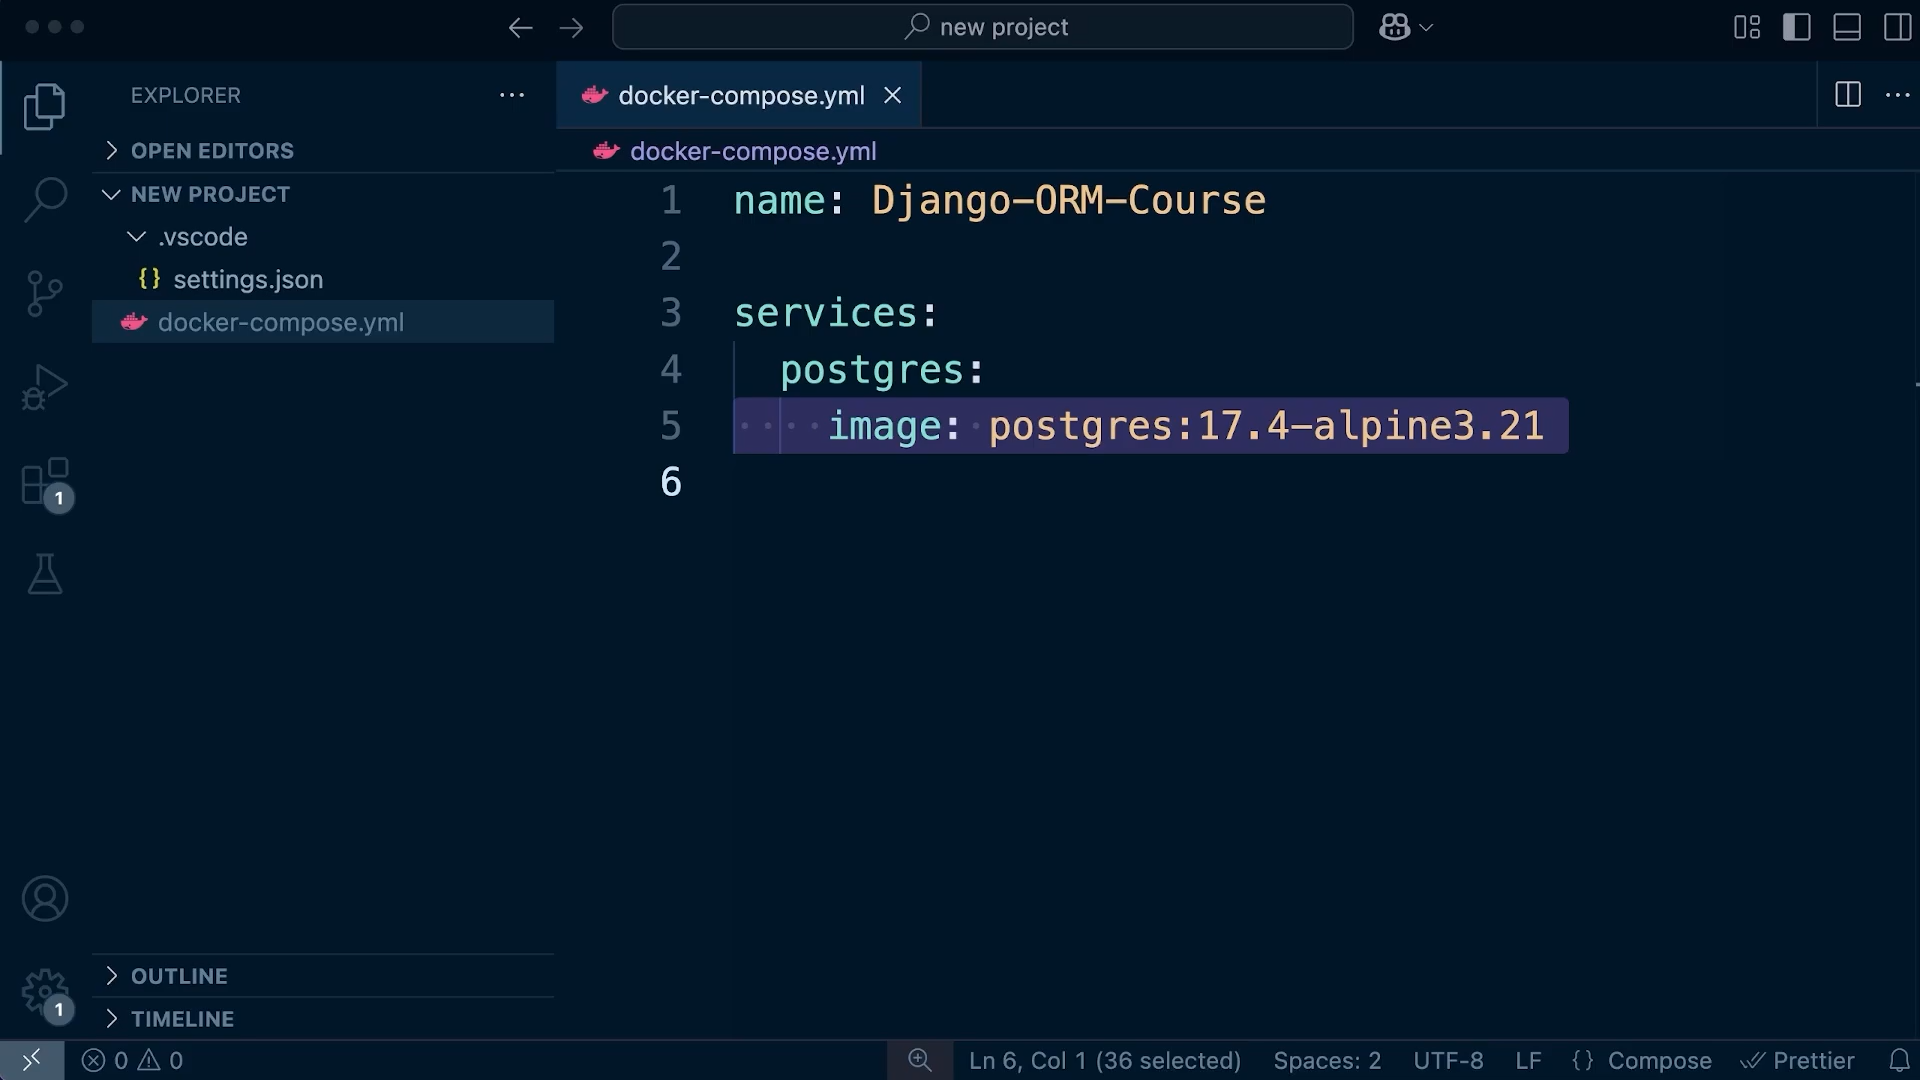 new project
EXPLORER
OPEN EDITORS
NEW PROJECT
.vscode
{} settings.json
docker-compose.yml
1
1
OUTLINE
TIMELINE
docker-compose.yml
docker-compose.yml
1 name: Django-ORM-Course
2
3 services:
4 postgres:
5 image: postgres:17.4-alpine3.21
6
0 0
Ln 6, Col 1 (36 selected) Spaces: 2 UTF-8 LF {} Compose Prettier